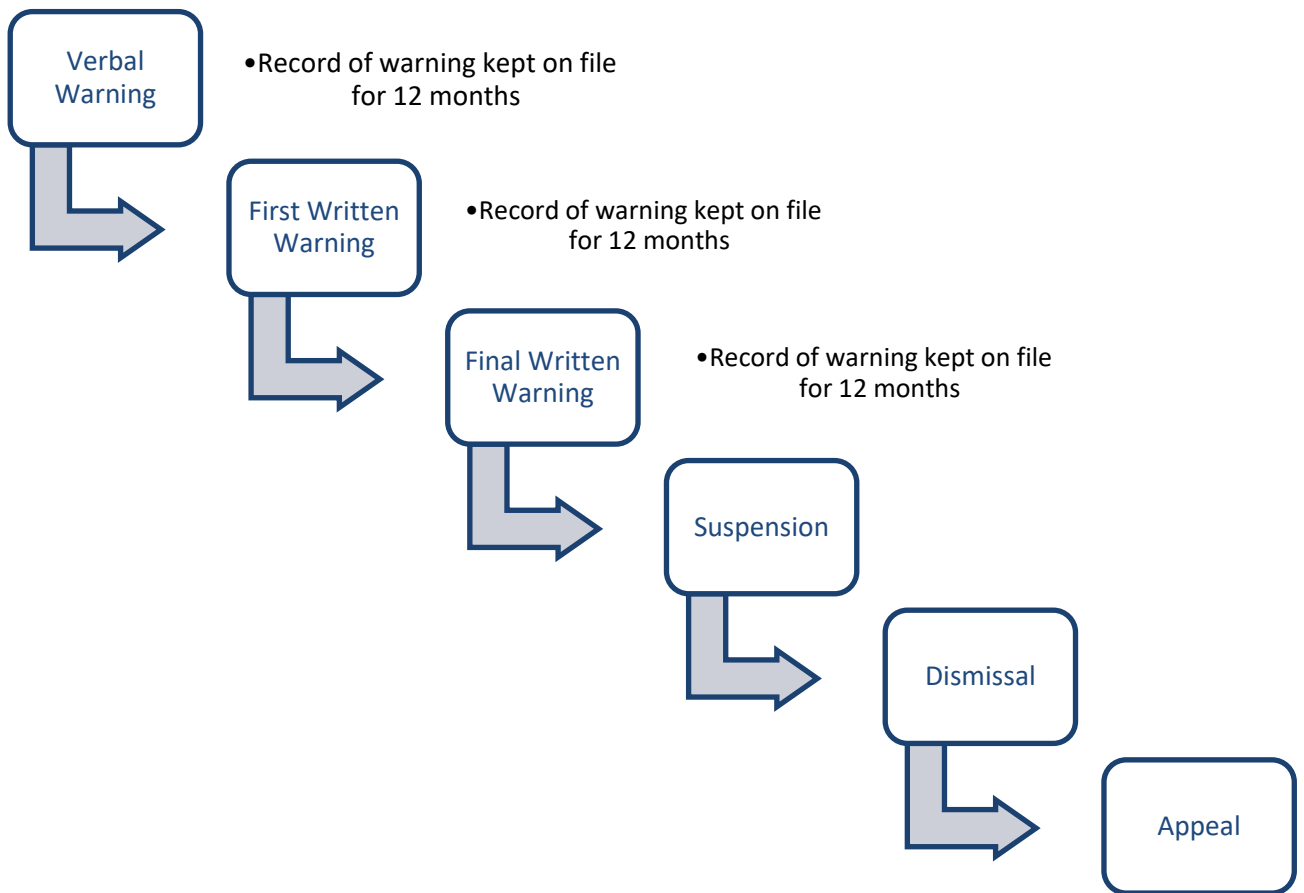 Verbal
Warning
•Record of warning kept on file
for 12 months
First Written
Warning
•Record of warning kept on file
for 12 months
Final Written
Warning
•Record of warning kept on file
for 12 months
Suspension
Dismissal
Appeal